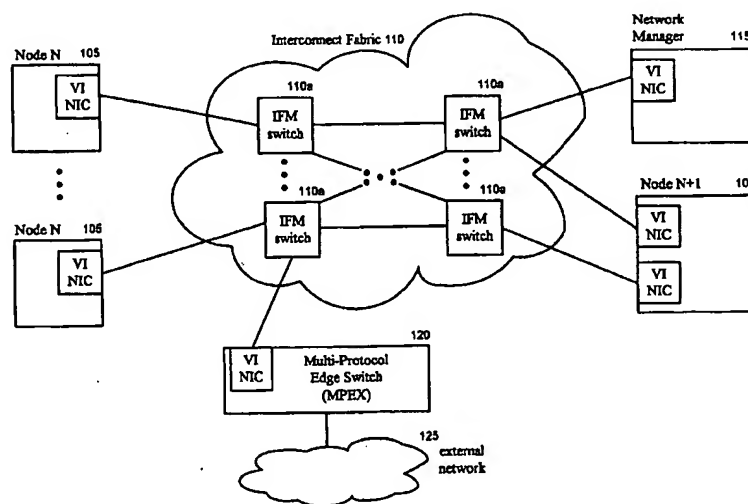 Node N 105
VI
NIC
Interconnect Fabric 110
110a
IFM
switch
110a
IFM
switch
Network
Manager 115
VI
NIC
Node N 105
VI
NIC
110a
IFM
switch
110a
IFM
switch
Node N+1 10
VI
NIC
VI
NIC
120
VI
NIC
Multi-Protocol
Edge Switch
(MPEX)
125
external
network